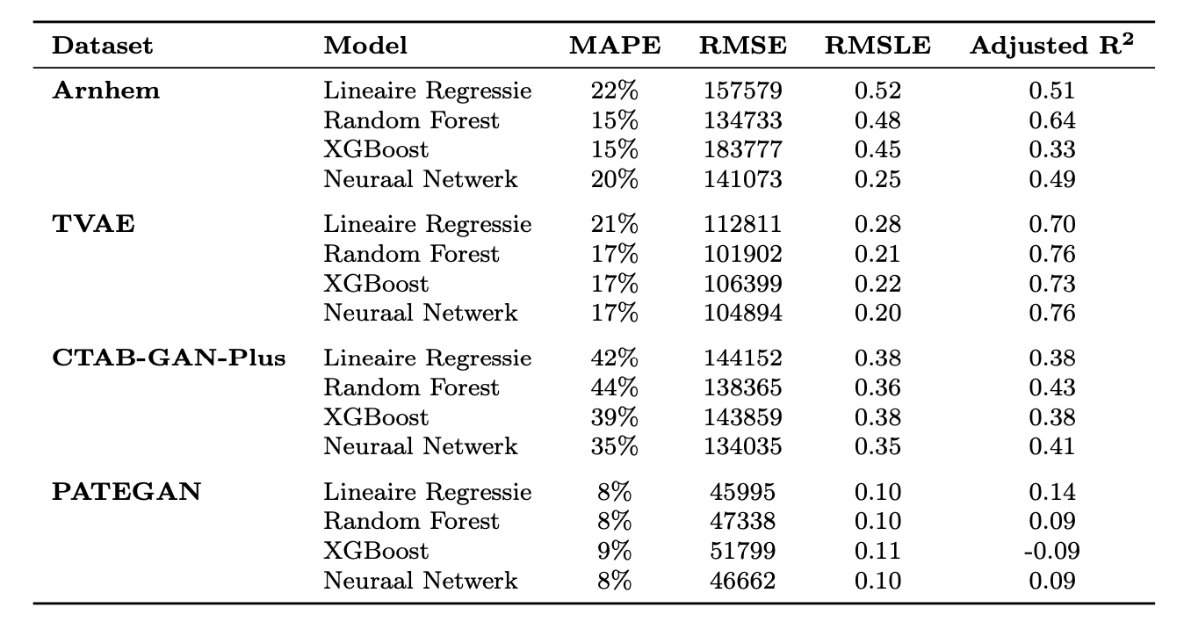 Dataset Model MAPE RMSE RMSLE Adjusted R²
Arnhem Lineaire Regressie 22% 157579 0.52 0.51
Random Forest 15% 134733 0.48 0.64
XGBoost 15% 183777 0.45 0.33
Neuraal Netwerk 20% 141073 0.25 0.49
TVAE Lineaire Regressie 21% 112811 0.28 0.70
Random Forest 17% 101902 0.21 0.76
XGBoost 17% 106399 0.22 0.73
Neuraal Netwerk 17% 104894 0.20 0.76
CTAB-GAN-Plus Lineaire Regressie 42% 144152 0.38 0.38
Random Forest 44% 138365 0.36 0.43
XGBoost 39% 143859 0.38 0.38
Neuraal Netwerk 35% 134035 0.35 0.41
PATEGAN Lineaire Regressie 8% 45995 0.10 0.14
Random Forest 8% 47338 0.10 0.09
XGBoost 9% 51799 0.11 -0.09
Neuraal Netwerk 8% 46662 0.10 0.09